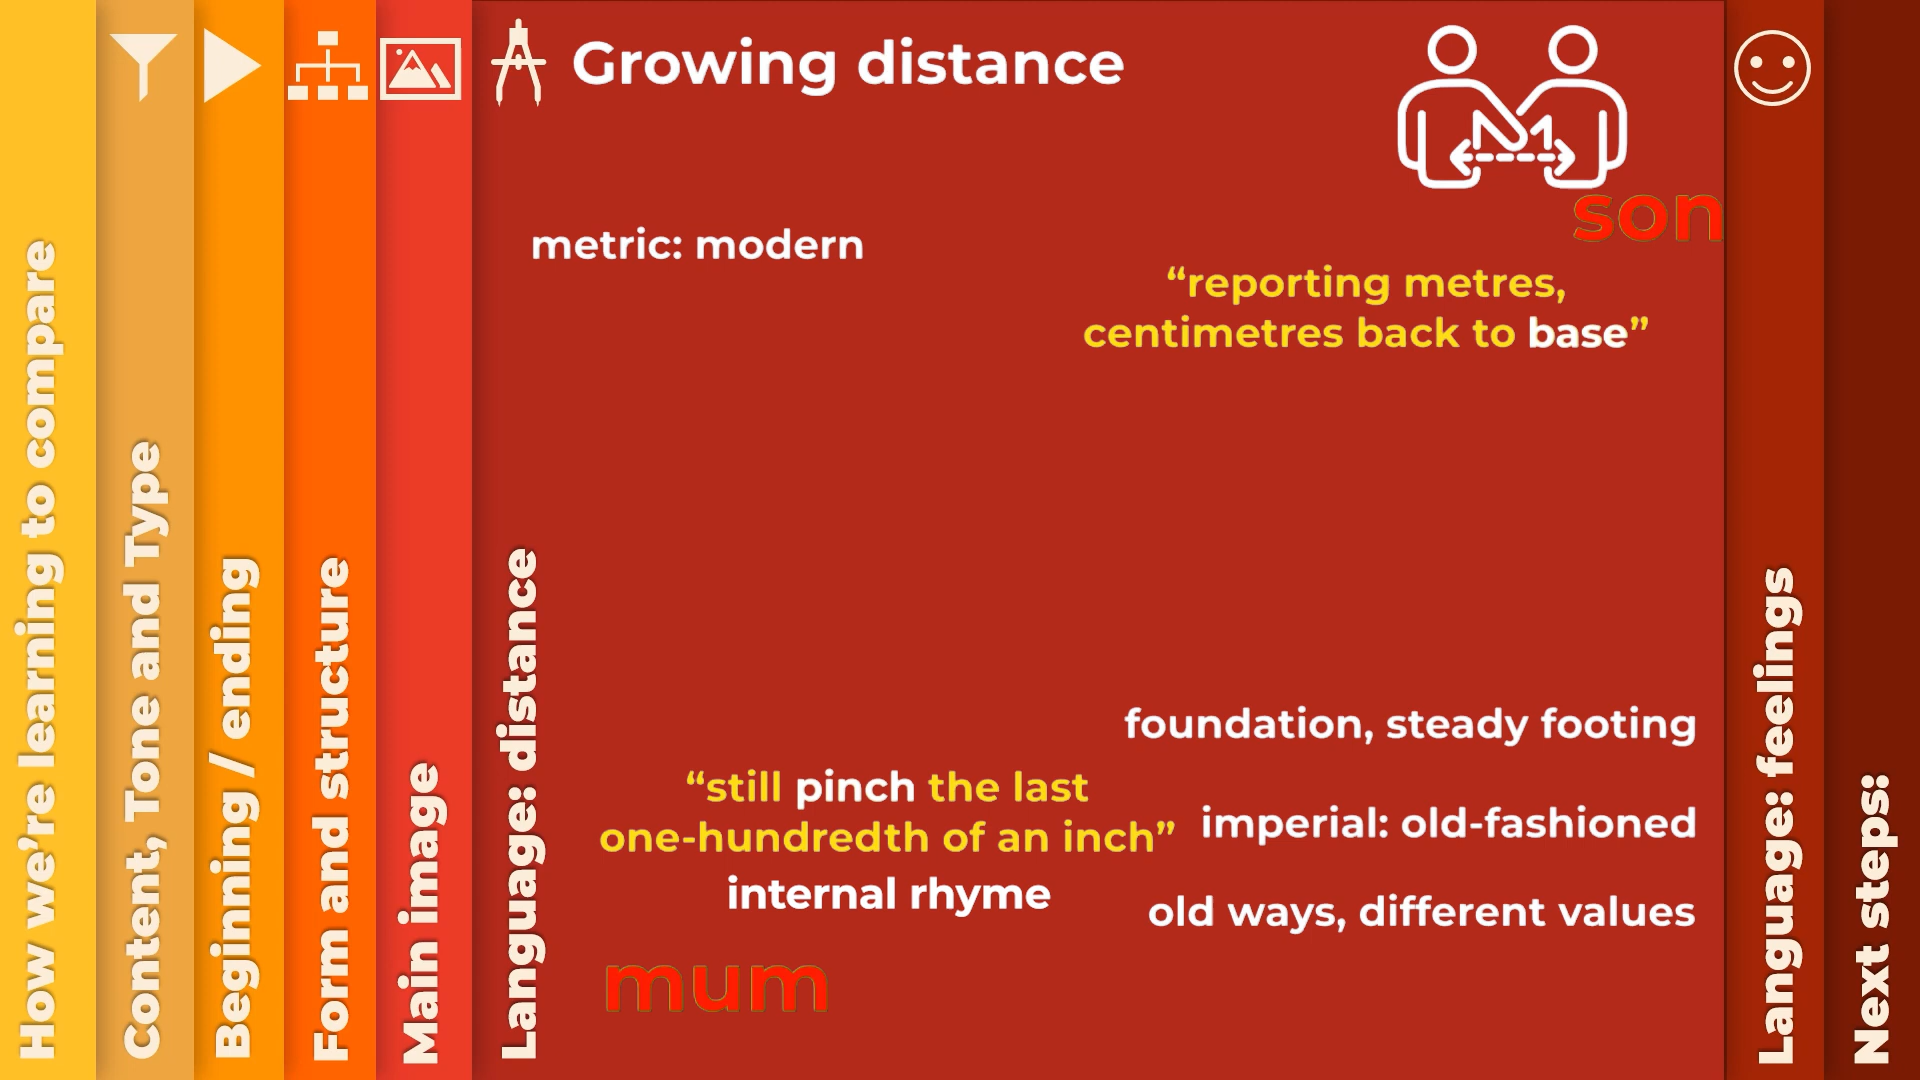 How we’re learning to compare
Content, Tone and Type
Beginning / ending
Form and structure
Main image
Language: distance
Growing distance
son
metric: modern
“reporting metres,
centimetres back to base”
foundation, steady footing
“still pinch the last
one-hundredth of an inch”
imperial: old-fashioned
internal rhyme
old ways, different values
mum
Language: feelings
Next steps: